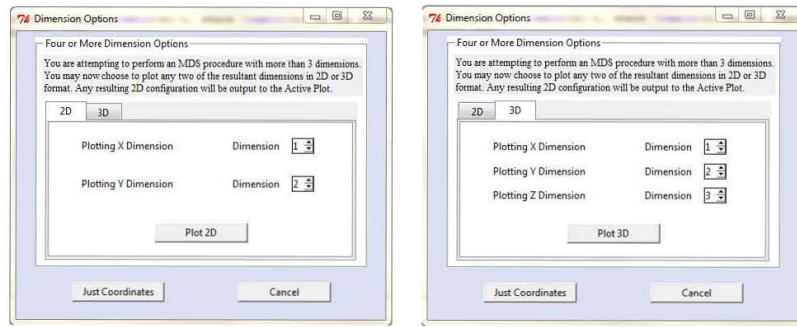 Dimension Options
Four or More Dimension Options
You are attempting to perform an MDS procedure with more than 3 dimensions.
You may now choose to plot any two of the resultant dimensions in 2D or 3D
format. Any resulting 2D configuration will be output to the Active Plot.
2D 3D
Plotting X Dimension Dimension 1
Plotting Y Dimension Dimension 2
Plot 2D
Just Coordinates Cancel
Dimension Options
Four or More Dimension Options
You are attempting to perform an MDS procedure with more than 3 dimensions.
You may now choose to plot any two of the resultant dimensions in 2D or 3D
format. Any resulting 2D configuration will be output to the Active Plot.
2D 3D
Plotting X Dimension Dimension 1
Plotting Y Dimension Dimension 2
Plotting Z Dimension Dimension 3
Plot 3D
Just Coordinates Cancel